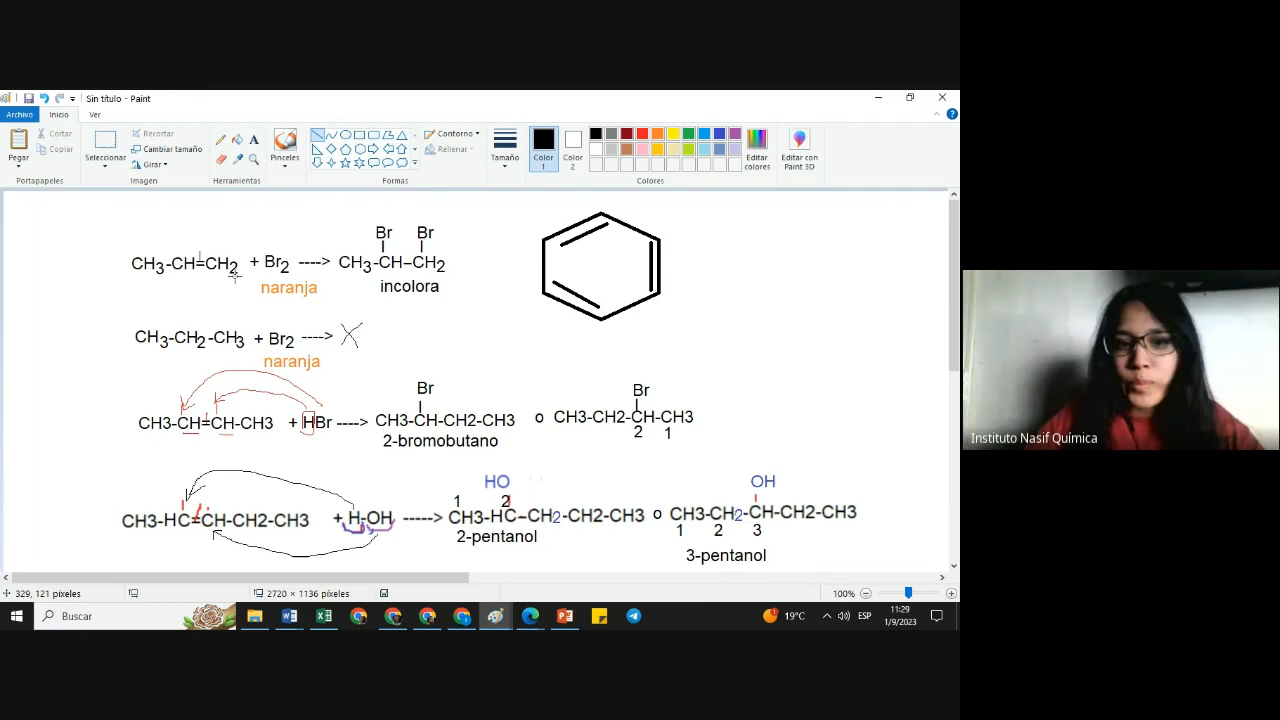 Sin título - Paint
Archivo Inicio Ver
Pegar
Cortar
Copiar
Portapapeles
Seleccionar
Recortar
Cambiar tamaño
Girar
Imagen
A
Herramientas
Pinceles
Contorno
Rellenar
Formas
Tamaño
Color 1
Color 2
Editar colores
Editar con Paint 3D
Colores
Br Br
CH3-CH=CH2 + Br2 ----> CH3-CH-CH2
naranja incolora
CH3-CH2-CH3 + Br2 ----> X
naranja
Br Br
CH3-CH=CH-CH3 + HBr ----> CH3-CH-CH2-CH3 o CH3-CH2-CH-CH3
2-bromobutano 2 1
HO OH
1 2
CH3-HC=CH-CH2-CH3 + H-OH -----> CH3-HC-CH2-CH2-CH3 o CH3-CH2-CH-CH2-CH3
2-pentanol 1 2 3
3-pentanol
329, 121 píxeles 2720 × 1136 píxeles 100%
Buscar
19°C ESP 11:29
1/9/2023
Instituto Nasif Química